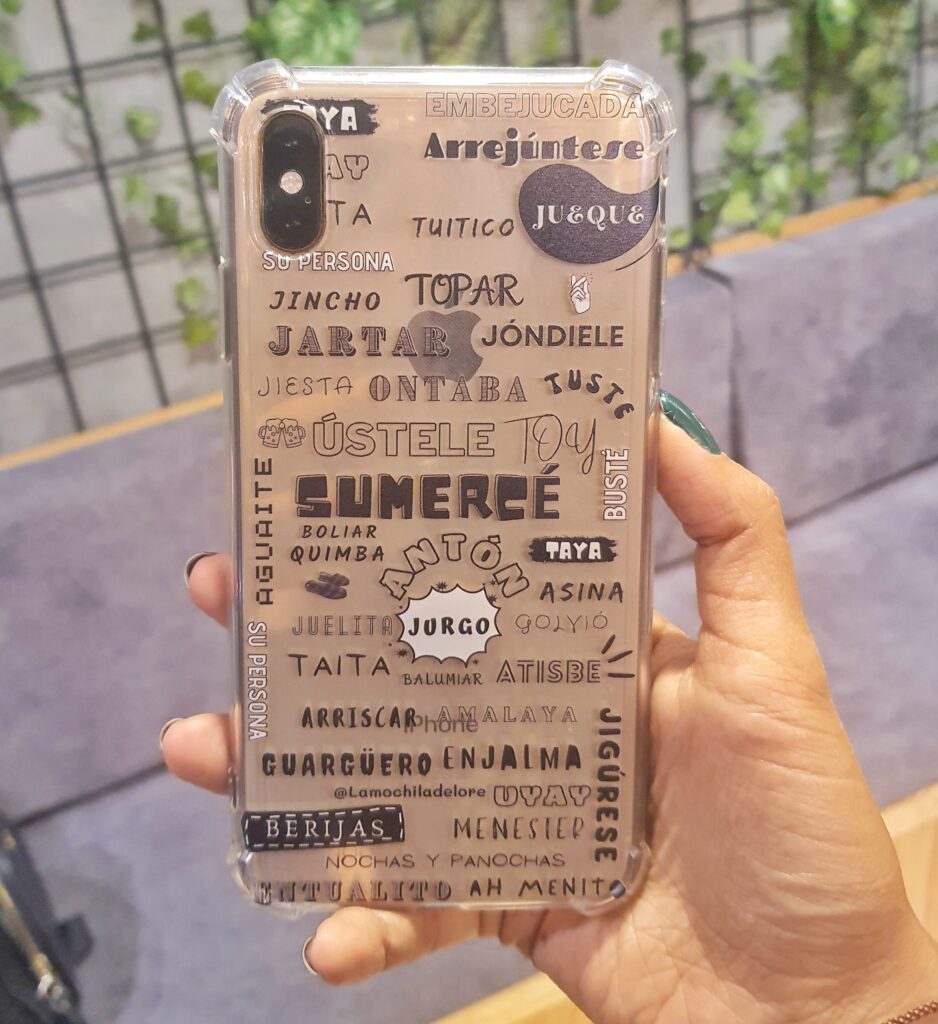 TAYA EMBEJUCADA
Arrejúntese
JUEQUE
TUITICO
SU PERSONA
JINCHO TOPAR
JARTAR JÓNDIELE
JIESTA ONTABA TUSTE
ÚSTELE TOY
BUSTÉ
AGUAITE
SUMERCÉ
BOLIAR
QUIMBA ANTÓN TAYA
ASINA
JUELITA JURGO GOLVIÓ
TAITA BALUMIAR ATISBE
SU PERSONA
ARRISCAR AMALAYA
iPhone
JIGÚRESE
GUARGÜERO ENJALMA
@Lamochiladelore UYAY
BERIJAS MENESTER
NOCHAS Y PANOCHAS
ENTUALITO AH MENITO